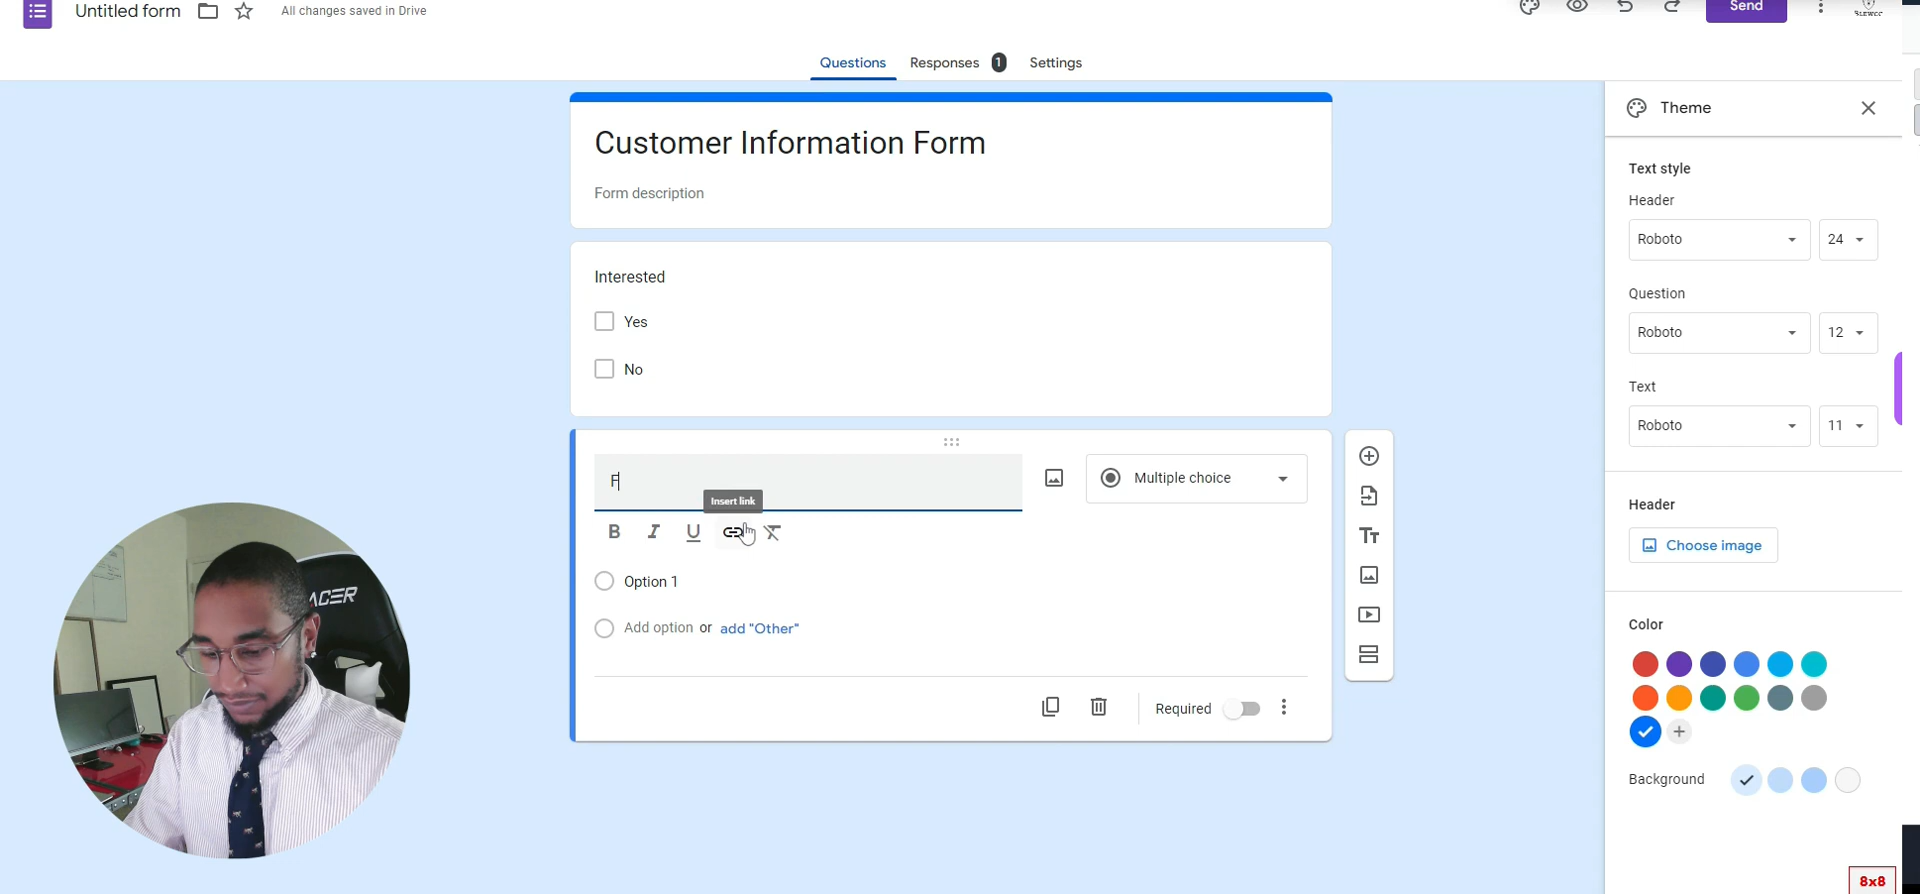 Untitled form
All changes saved in Drive
Send
Questions
Responses 1
Settings
Customer Information Form
Form description
Interested
Yes
No
F
Insert link
Multiple choice
B I U
Option 1
Add option or add "Other"
Required
Theme
Text style
Header
Roboto 24
Question
Roboto 12
Text
Roboto 11
Header
Choose image
Color
Background
ACER
8x8